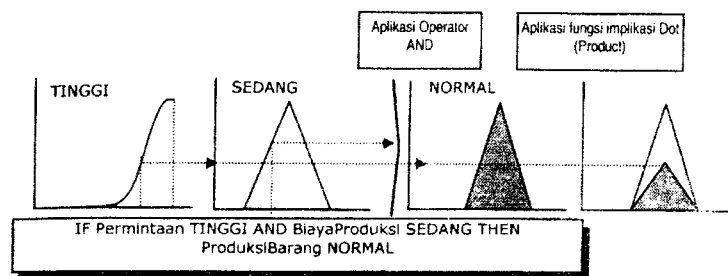 Aplikasi Operator
AND
Aplikasi fungsi implikasi Dot
(Product)
TINGGI
SEDANG
NORMAL
IF Permintaan TINGGI AND BiayaProduksi SEDANG THEN
ProduksiBarang NORMAL